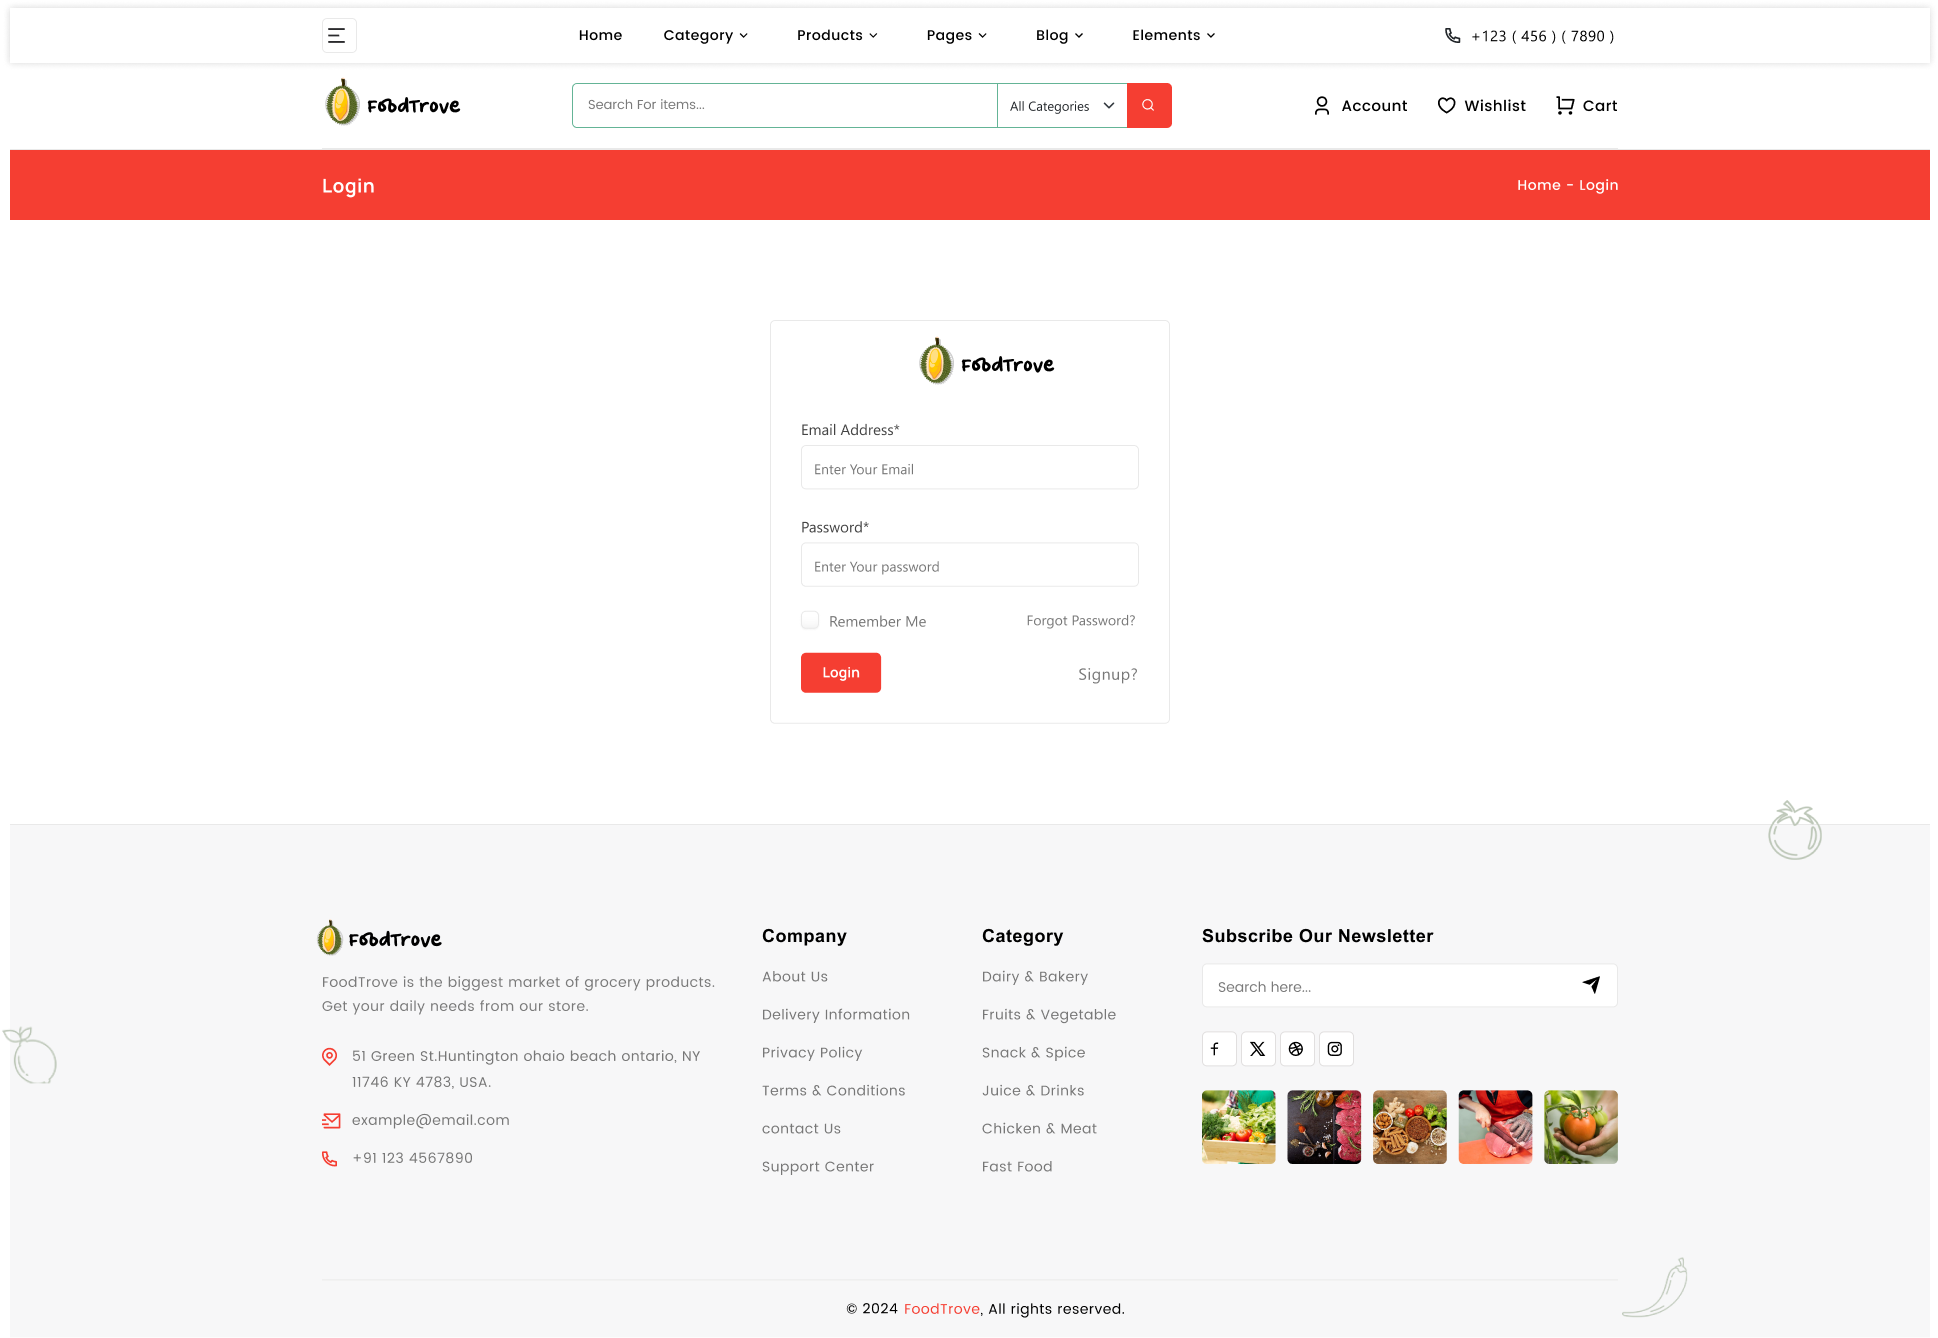 Home Category Products Pages Blog Elements +123 ( 456 ) ( 7890 )
FoodTrove Search For items... All Categories Account Wishlist Cart
Login Home - Login
FoodTrove
Email Address*
Enter Your Email
Password*
Enter Your password
Remember Me Forgot Password?
Login Signup?
FoodTrove
FoodTrove is the biggest market of grocery products.
Get your daily needs from our store.
51 Green St.Huntington ohaio beach ontario, NY
11746 KY 4783, USA.
example@email.com
+91 123 4567890
Company
About Us
Delivery Information
Privacy Policy
Terms & Conditions
contact Us
Support Center
Category
Dairy & Bakery
Fruits & Vegetable
Snack & Spice
Juice & Drinks
Chicken & Meat
Fast Food
Subscribe Our Newsletter
Search here...
© 2024 FoodTrove, All rights reserved.